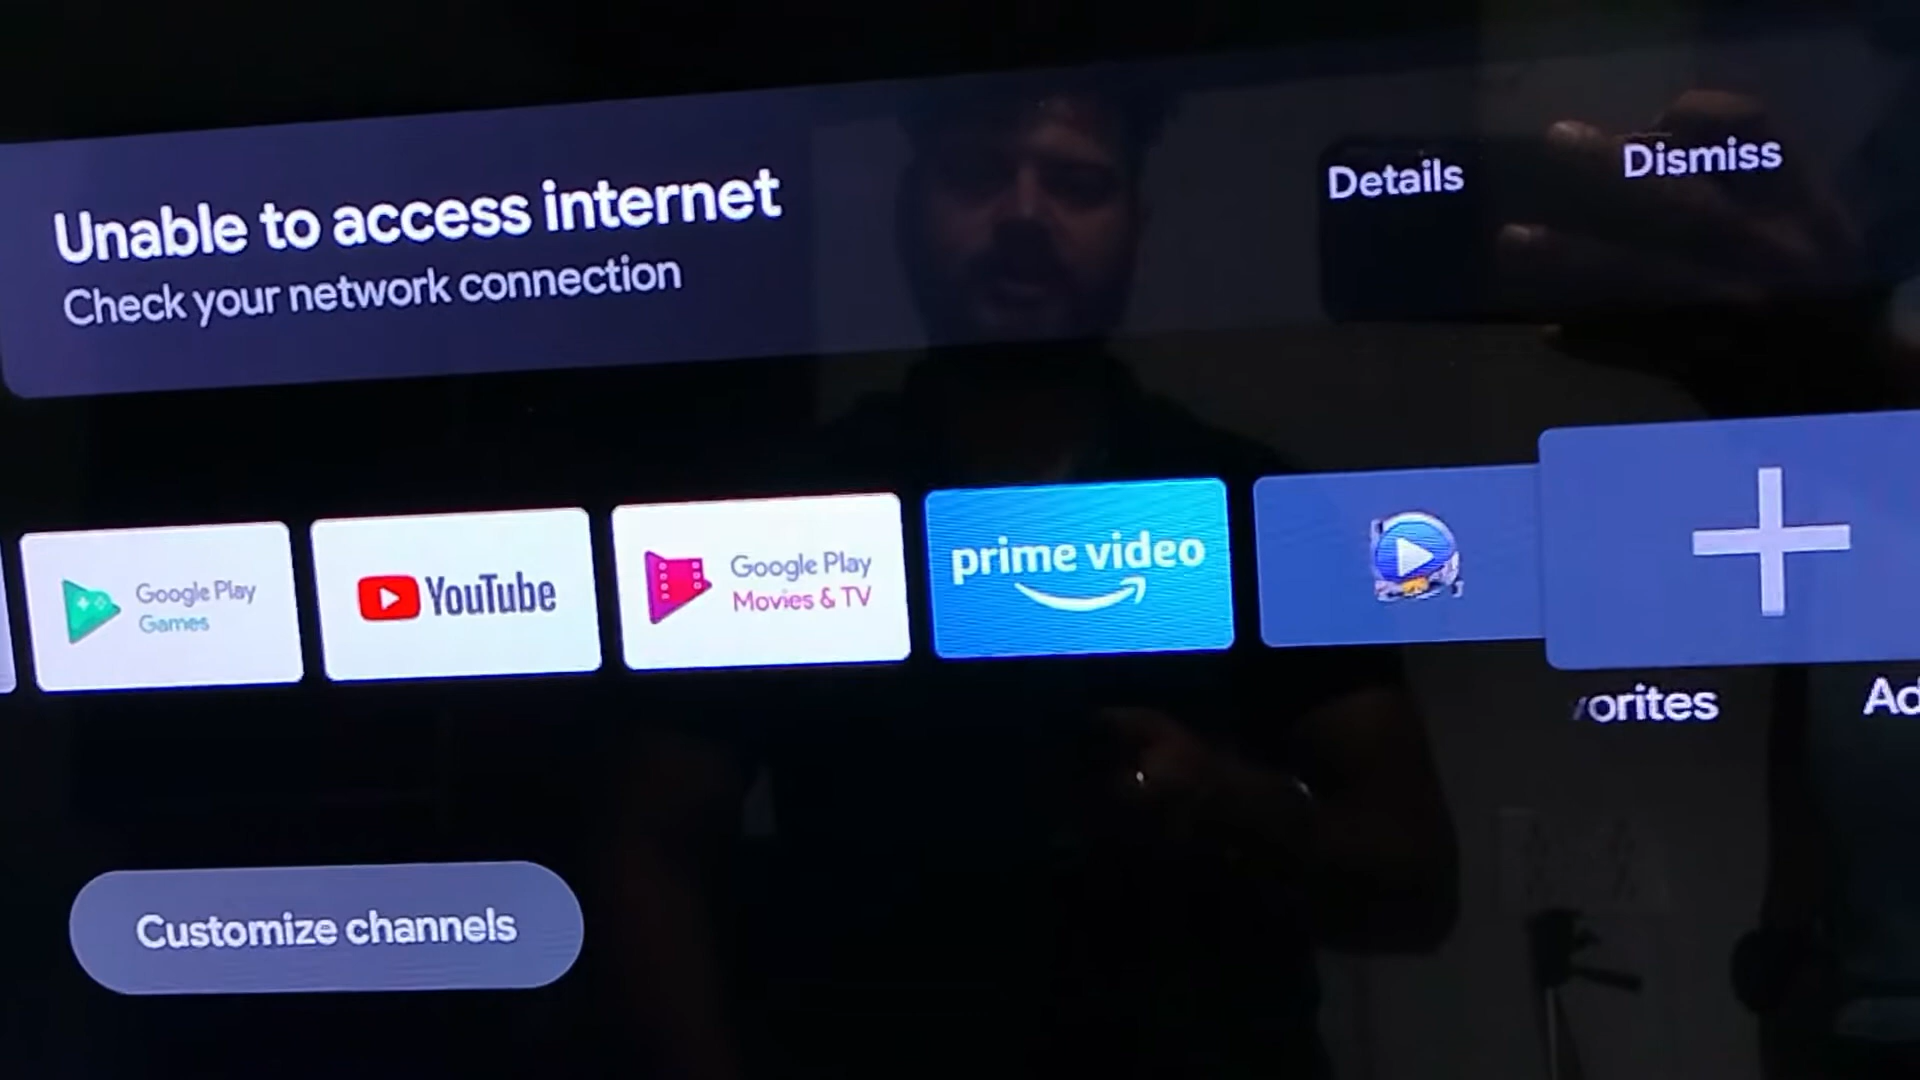 Unable to access internet
Check your network connection
Details
Dismiss
Google Play
Games
YouTube
Google Play
Movies & TV
prime video
orites
Customize channels